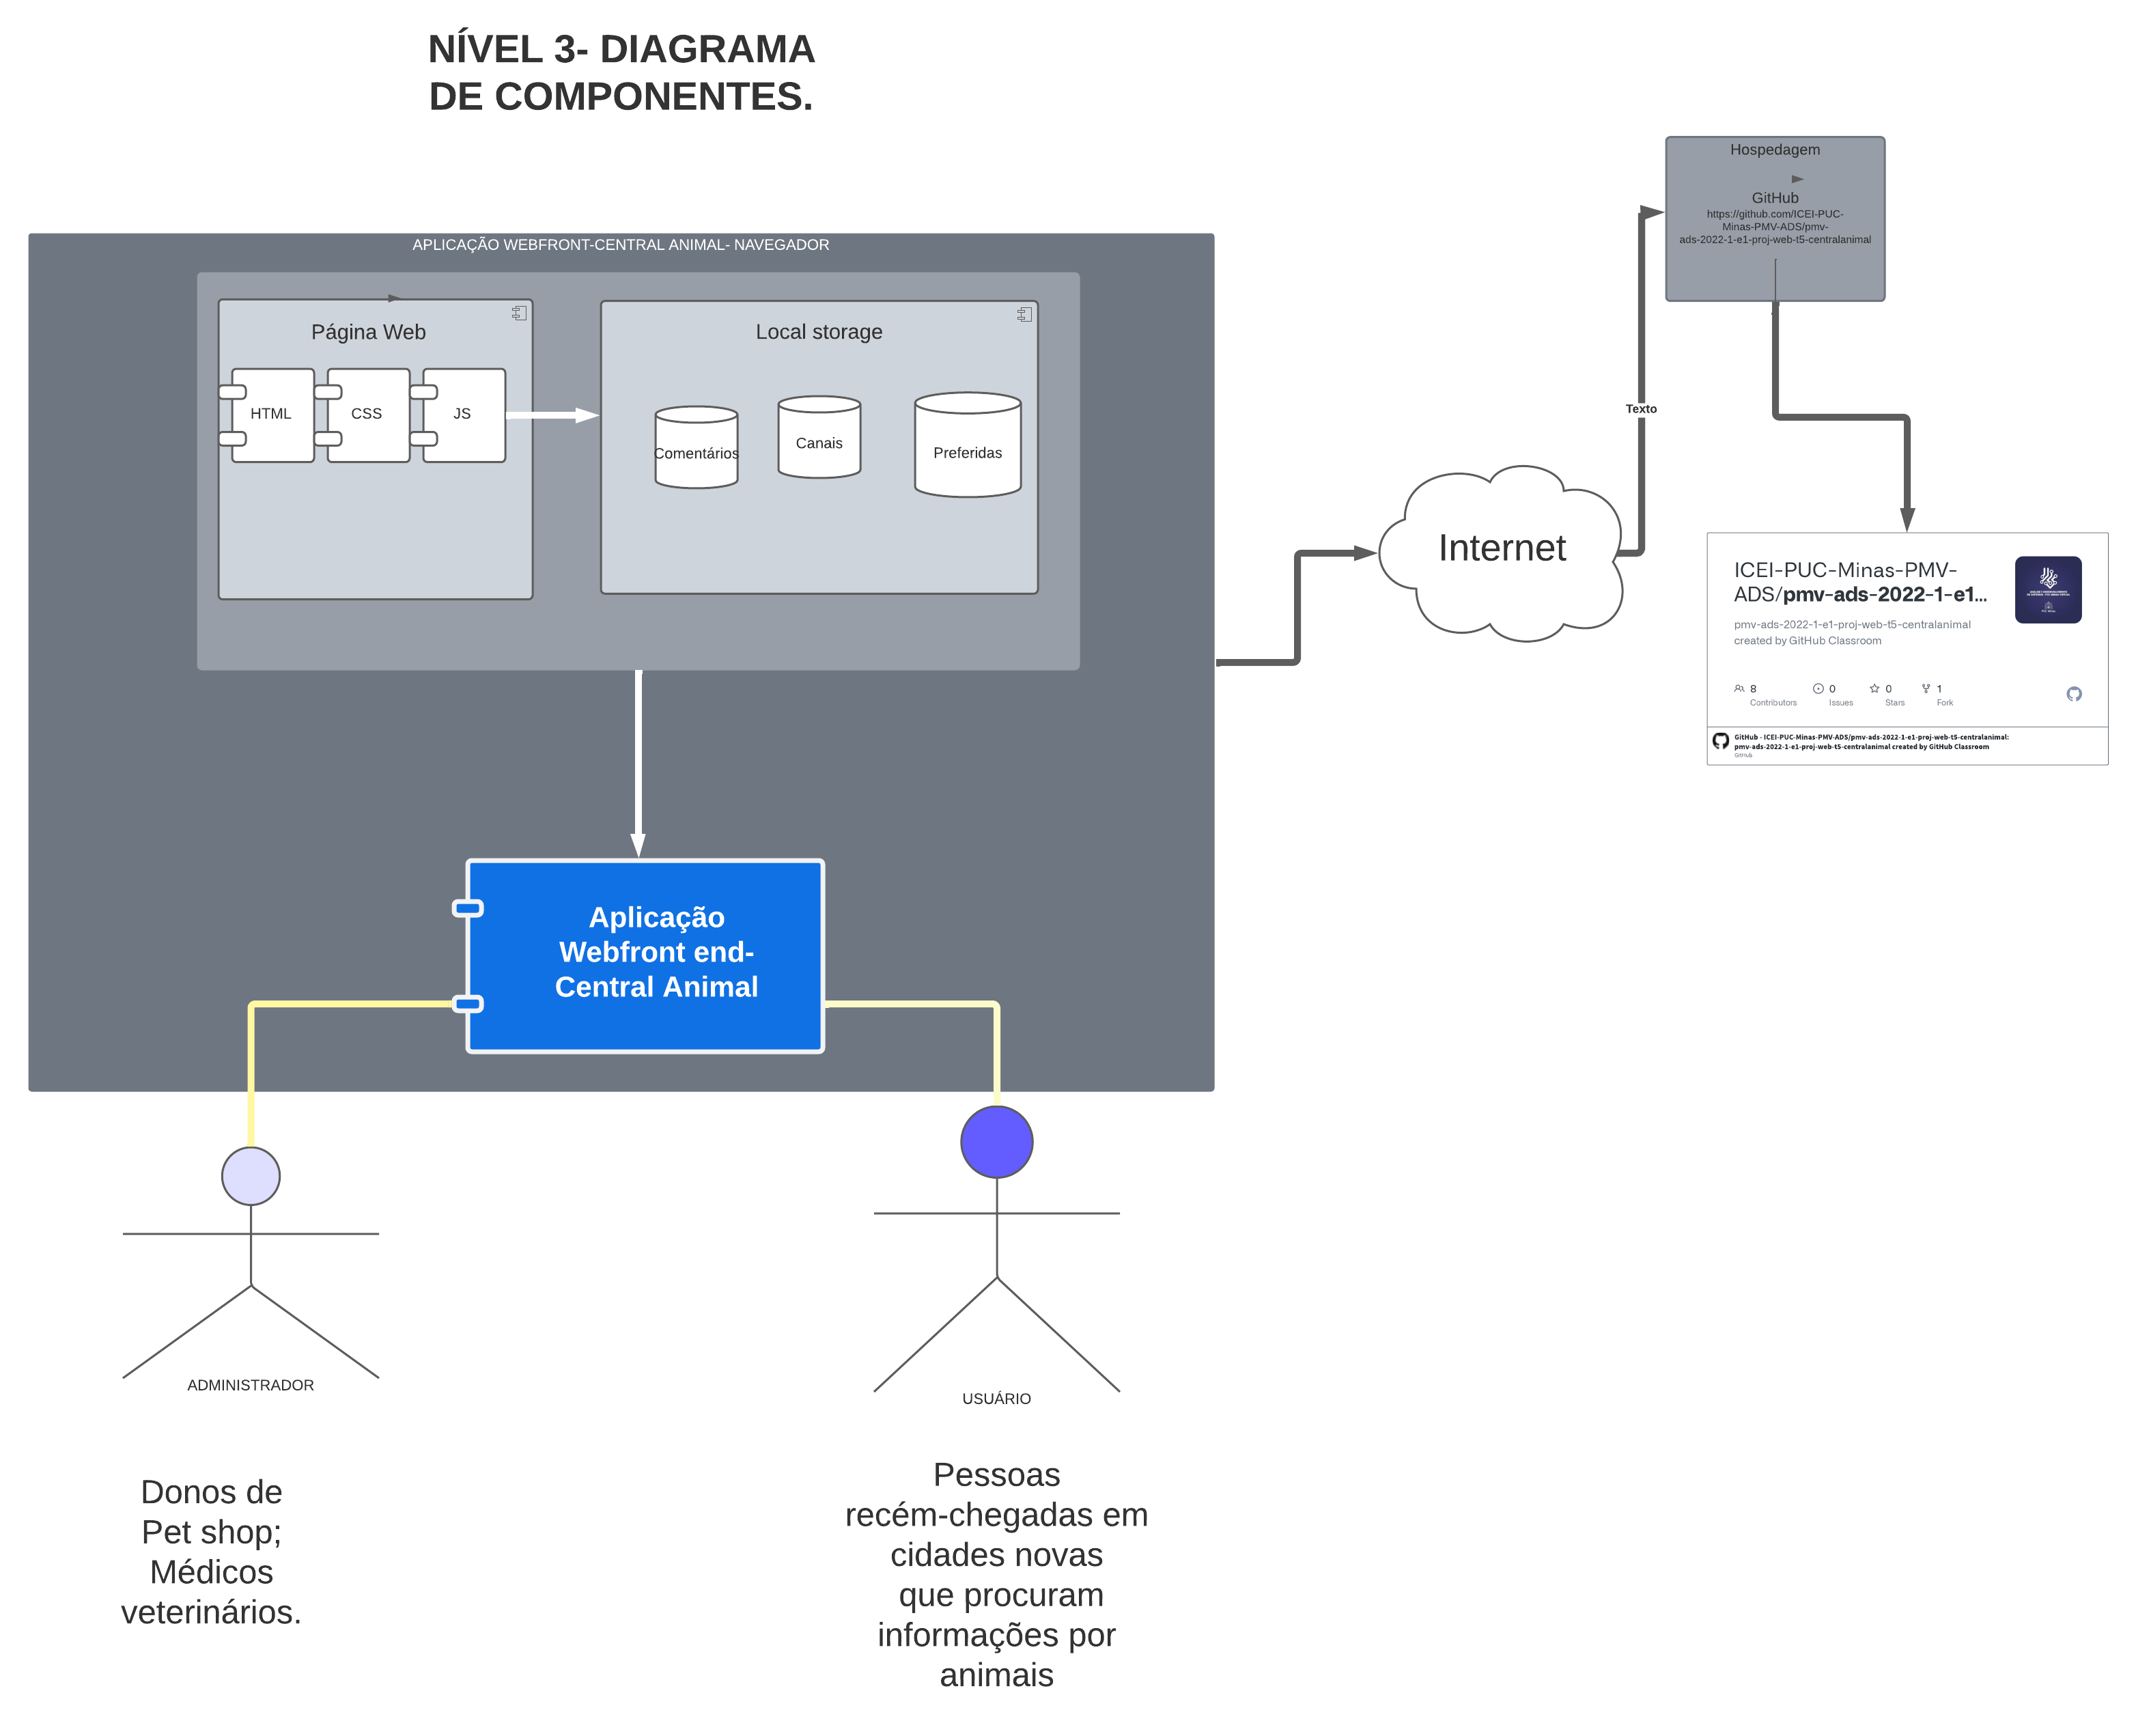 NÍVEL 3- DIAGRAMA
DE COMPONENTES.
APLICAÇÃO WEBFRONT-CENTRAL ANIMAL- NAVEGADOR
Página Web
HTML
CSS
JS
Local storage
Comentários
Canais
Preferidas
Aplicação
Webfront end-
Central Animal
ADMINISTRADOR
Donos de
Pet shop;
Médicos
veterinários.
USUÁRIO
Pessoas
recém-chegadas em
cidades novas
que procuram
informações por
animais
Internet
Texto
Hospedagem
GitHub
https://github.com/ICEI-PUC-
Minas-PMV-ADS/pmv-
ads-2022-1-e1-proj-web-t5-centralanimal
ICEI-PUC-Minas-PMV-
ADS/pmv-ads-2022-1-e1...
pmv-ads-2022-1-e1-proj-web-t5-centralanimal
created by GitHub Classroom
8
Contributors
0
Issues
0
Stars
1
Fork
GitHub - ICEI-PUC-Minas-PMV-ADS/pmv-ads-2022-1-e1-proj-web-t5-centralanimal:
pmv-ads-2022-1-e1-proj-web-t5-centralanimal created by GitHub Classroom
GitHub